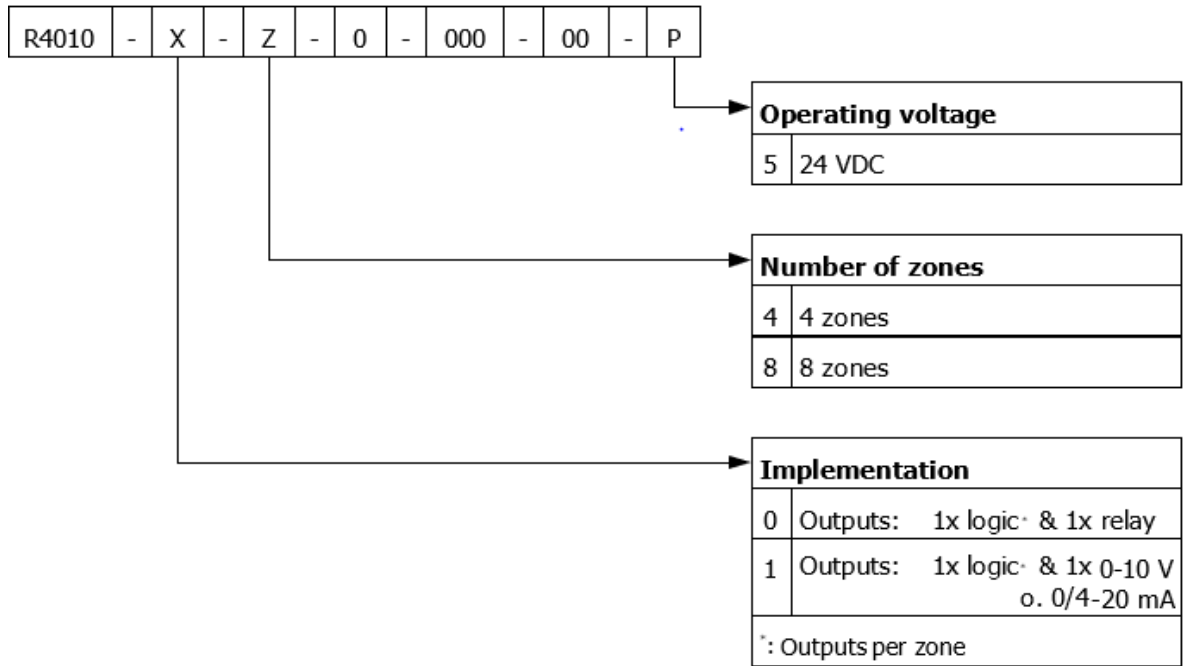 R4010 - X - Z - 0 - 000 - 00 - P
Operating voltage
5 24 VDC
Number of zones
4 4 zones
8 8 zones
Implementation
0 Outputs: 1x logic* & 1x relay
1 Outputs: 1x logic* & 1x 0-10 V
o. 0/4-20 mA
*: Outputs per zone